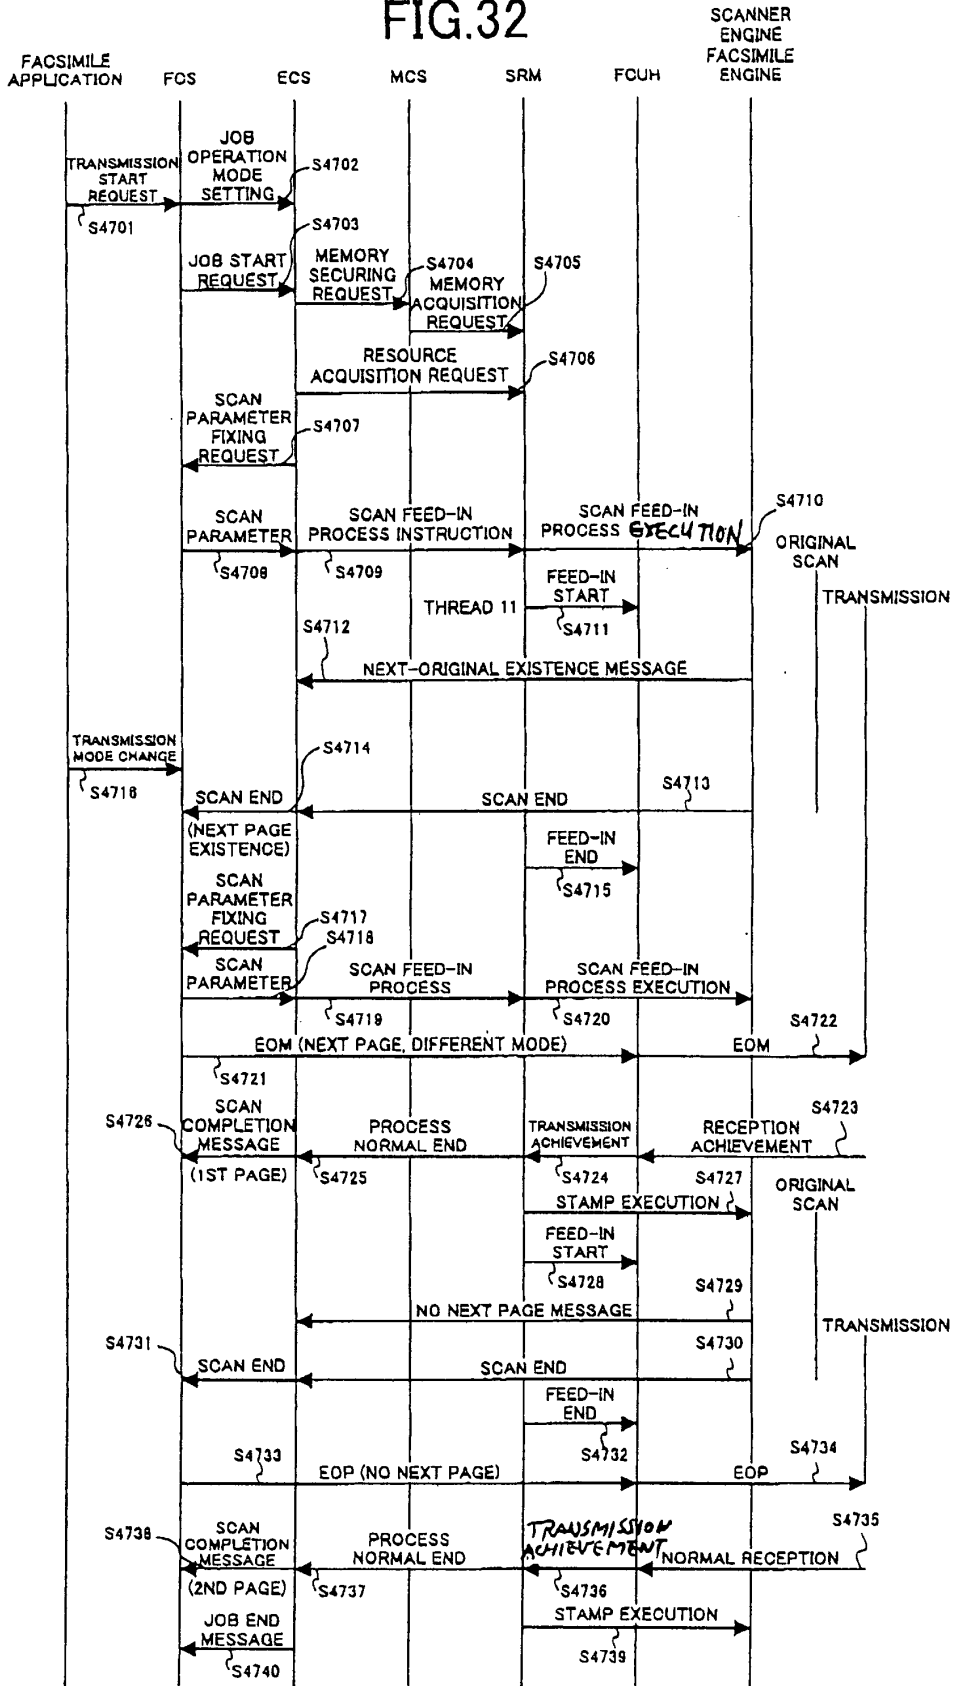 FIG.32
SCANNER
ENGINE
FACSIMILE
ENGINE
FACSIMILE
APPLICATION
FCS
ECS
MCS
SRM
FCUH
TRANSMISSION
START
REQUEST
S4701
JOB
OPERATION
MODE
SETTING
S4702
S4703
JOB START
REQUEST
MEMORY
SECURING
REQUEST
S4704
S4705
MEMORY
ACQUISITION
REQUEST
RESOURCE
ACQUISITION REQUEST
S4706
SCAN
PARAMETER
FIXING
REQUEST
S4707
SCAN
PARAMETER
S4708
SCAN FEED-IN
PROCESS INSTRUCTION
S4709
SCAN FEED-IN
PROCESS EXECUTION
S4710
ORIGINAL
SCAN
THREAD 11
FEED-IN
START
S4711
TRANSMISSION
S4712
NEXT-ORIGINAL EXISTENCE MESSAGE
TRANSMISSION
MODE CHANGE
S4716
S4714
SCAN END
(NEXT PAGE
EXISTENCE)
SCAN END
S4713
FEED-IN
END
S4715
SCAN
PARAMETER
FIXING
REQUEST
S4717
S4718
SCAN
PARAMETER
SCAN FEED-IN
PROCESS
S4719
SCAN FEED-IN
PROCESS EXECUTION
S4720
S4722
EOM (NEXT PAGE, DIFFERENT MODE)
EOM
S4721
S4726
SCAN
COMPLETION
MESSAGE
(1ST PAGE)
PROCESS
NORMAL END
S4725
TRANSMISSION
ACHIEVEMENT
S4724
RECEPTION
ACHIEVEMENT
S4723
S4727
STAMP EXECUTION
ORIGINAL
SCAN
FEED-IN
START
S4728
S4729
NO NEXT PAGE MESSAGE
TRANSMISSION
S4731
SCAN END
SCAN END
S4730
FEED-IN
END
S4732
S4733
EOP (NO NEXT PAGE)
EOP
S4734
S4738
SCAN
COMPLETION
MESSAGE
(2ND PAGE)
PROCESS
NORMAL END
S4737
TRANSMISSION
ACHIEVEMENT
S4736
NORMAL RECEPTION
S4735
JOB END
MESSAGE
S4740
STAMP EXECUTION
S4739